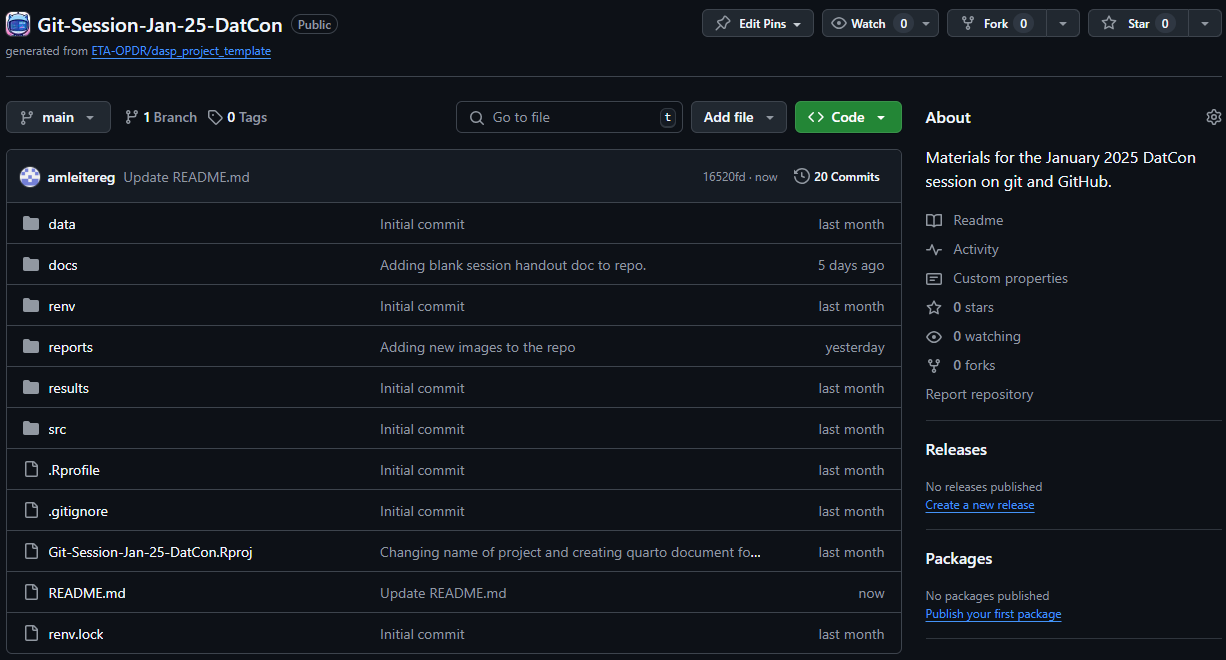 Git-Session-Jan-25-DatCon Public
Edit Pins Watch 0 Fork 0 Star 0
generated from ETA-OPDR/dasp_project_template
main 1 Branch 0 Tags Go to file t Add file <> Code
amleitereg Update README.md 16520fd · now 20 Commits
data Initial commit last month
docs Adding blank session handout doc to repo. 5 days ago
renv Initial commit last month
reports Adding new images to the repo yesterday
results Initial commit last month
src Initial commit last month
.Rprofile Initial commit last month
.gitignore Initial commit last month
Git-Session-Jan-25-DatCon.Rproj Changing name of project and creating quarto document fo... last month
README.md Update README.md now
renv.lock Initial commit last month
About
Materials for the January 2025 DatCon
session on git and GitHub.
Readme
Activity
Custom properties
0 stars
0 watching
0 forks
Report repository
Releases
No releases published
Create a new release
Packages
No packages published
Publish your first package